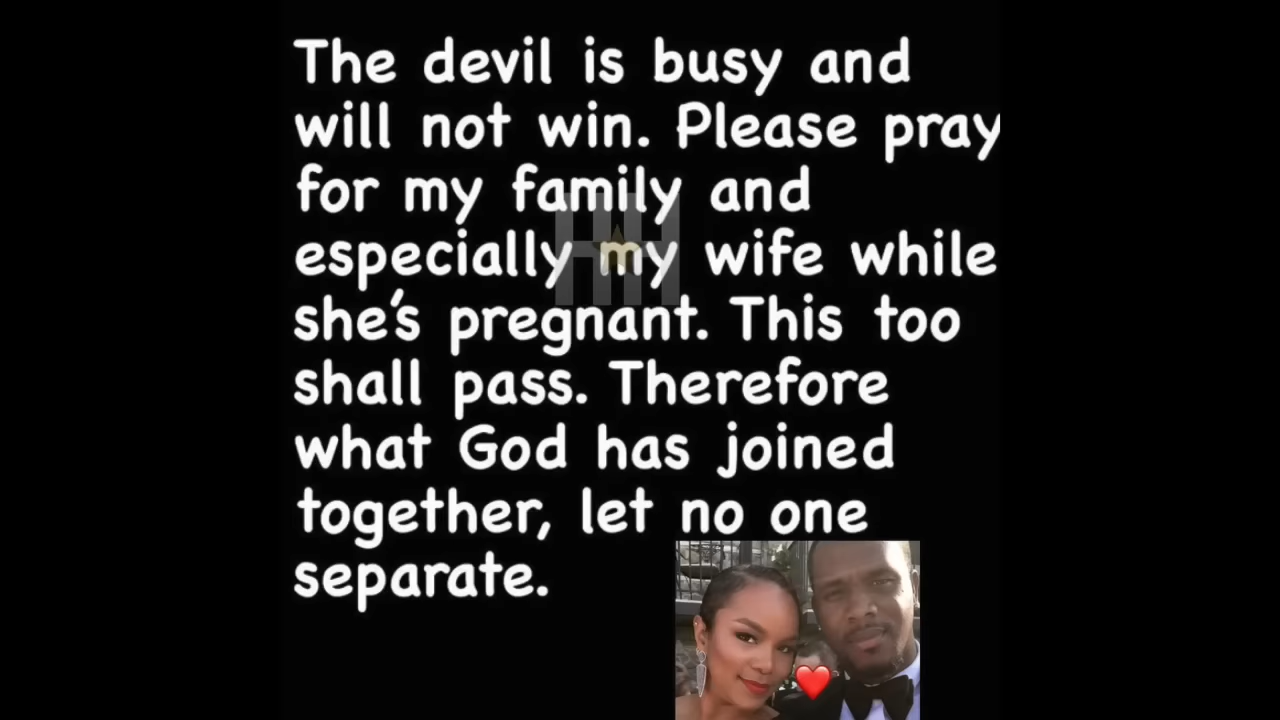 The devil is busy and
will not win. Please pray
for my family and
especially my wife while
she's pregnant. This too
shall pass. Therefore
what God has joined
together, let no one
separate.
HH